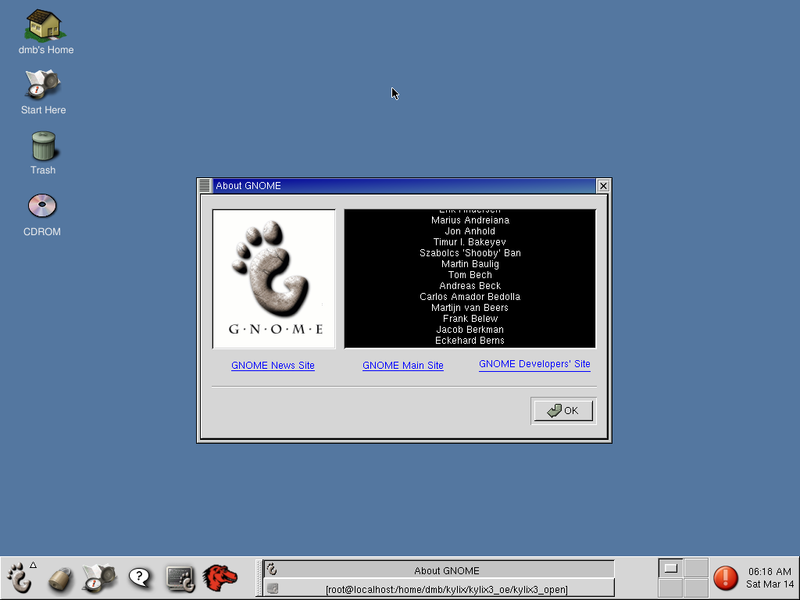 dmb's Home
Start Here
Trash
CDROM
About GNOME
Erik Andersen
Marius Andreiana
Jon Anhold
Timur I. Bakeyev
Szabolcs 'Shooby' Ban
Martin Baulig
Tom Bech
Andreas Beck
Carlos Amador Bedolla
Martijn van Beers
Frank Belew
Jacob Berkman
Eckehard Berns
G·N·O·M·E
GNOME News Site
GNOME Main Site
GNOME Developers' Site
OK
About GNOME
[root@localhost:/home/dmb/kylix/kylix3_oe/kylix3_open]
06:18 AM
Sat Mar 14